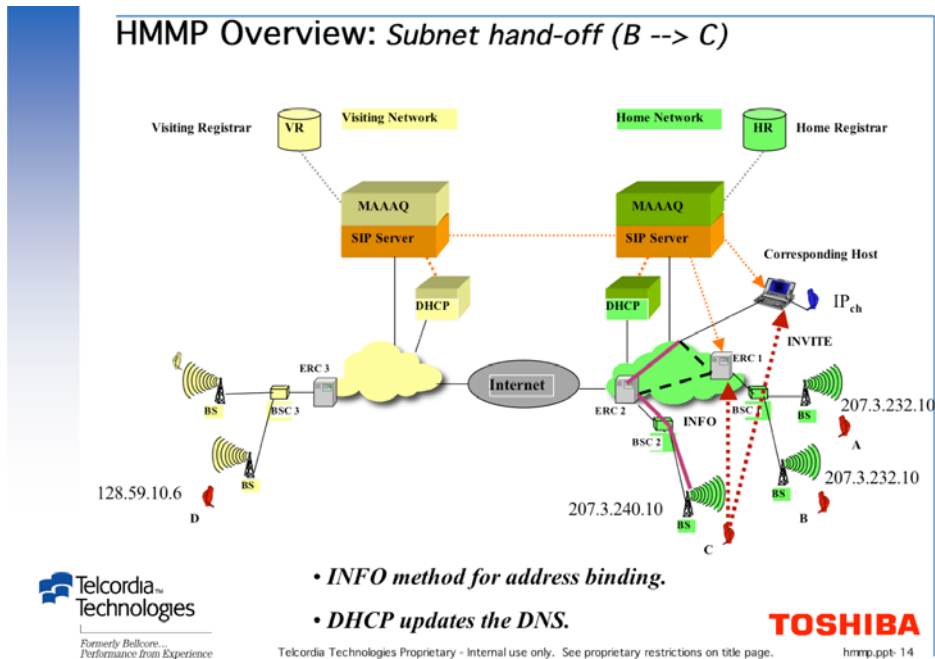 HMMP Overview: Subnet hand-off (B --> C)
Visiting Registrar
VR
Visiting Network
Home Network
HR
Home Registrar
MAAAQ
SIP Server
MAAAQ
SIP Server
Corresponding Host
DHCP
DHCP
IPch
INVITE
ERC 3
ERC 1
Internet
ERC 2
BS
BSC 3
BSC
INFO
BS
207.3.232.10
A
BSC 2
BS
128.59.10.6
D
207.3.240.10
BS
C
BS
207.3.232.10
B
• INFO method for address binding.
• DHCP updates the DNS.
Telcordia™
Technologies
Formerly Bellcore...
Performance from Experience
TOSHIBA
Telcordia Technologies Proprietary - Internal use only. See proprietary restrictions on title page.
hmmp.ppt- 14